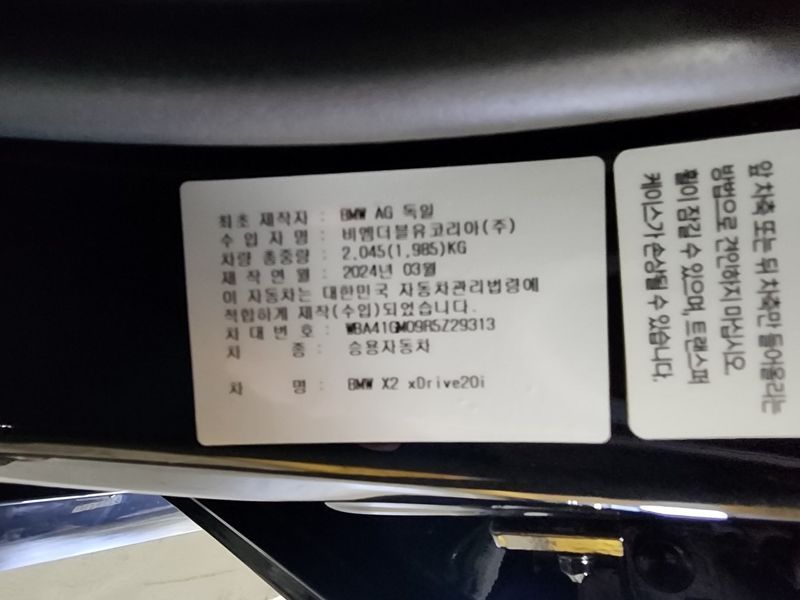 최초 제작자 : BMW AG 독일
수 입 자 명 : 비엠더블유코리아(주)
차량 총중량 : 2,045(1,985)KG
제 작 연 월 : 2024년 03월
이 자동차는 대한민국 자동차관리법령에
적합하게 제작(수입)되었습니다.
차 대 번 호 : WBA41GM09R5Z29313
차 종 : 승용자동차
차 명 : BMW X2 xDrive20i
앞 차축 또는 뒤 차축만 들어올리는
방법으로 견인하지 마십시오
휠이 잠길 수 있으며, 트랜스퍼
케이스가 손상될 수 있습니다.